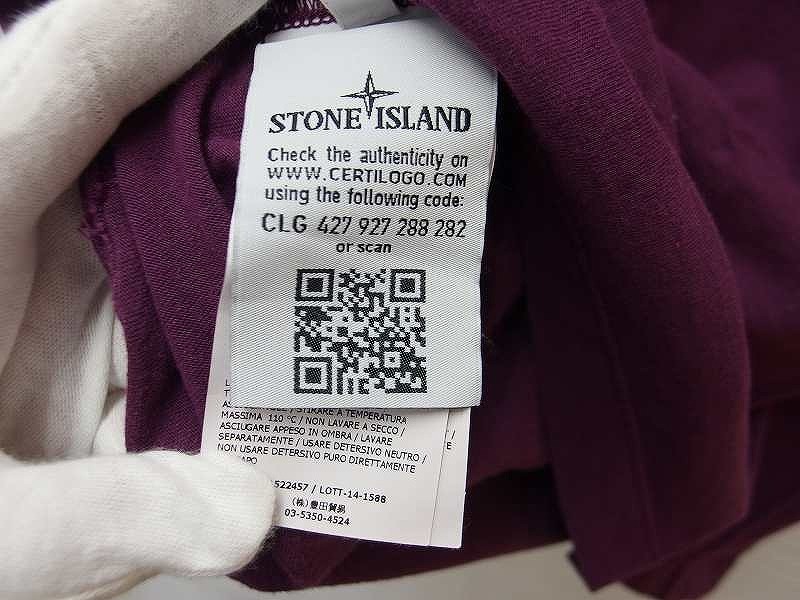 STONE ISLAND
Check the authenticity on
WWW.CERTILOGO.COM
using the following code:
CLG 427 927 288 282
or scan
/ STIRARE A TEMPERATURA
MASSIMA 110 °C / NON LAVARE A SECCO /
ASCIUGARE APPESO IN OMBRA / LAVARE
SEPARATAMENTE / USARE DETERSIVO NEUTRO /
NON USARE DETERSIVO PURO DIRETTAMENTE
522457 / LOTT-14-1588
(株)豊田貿易
03-5350-4524